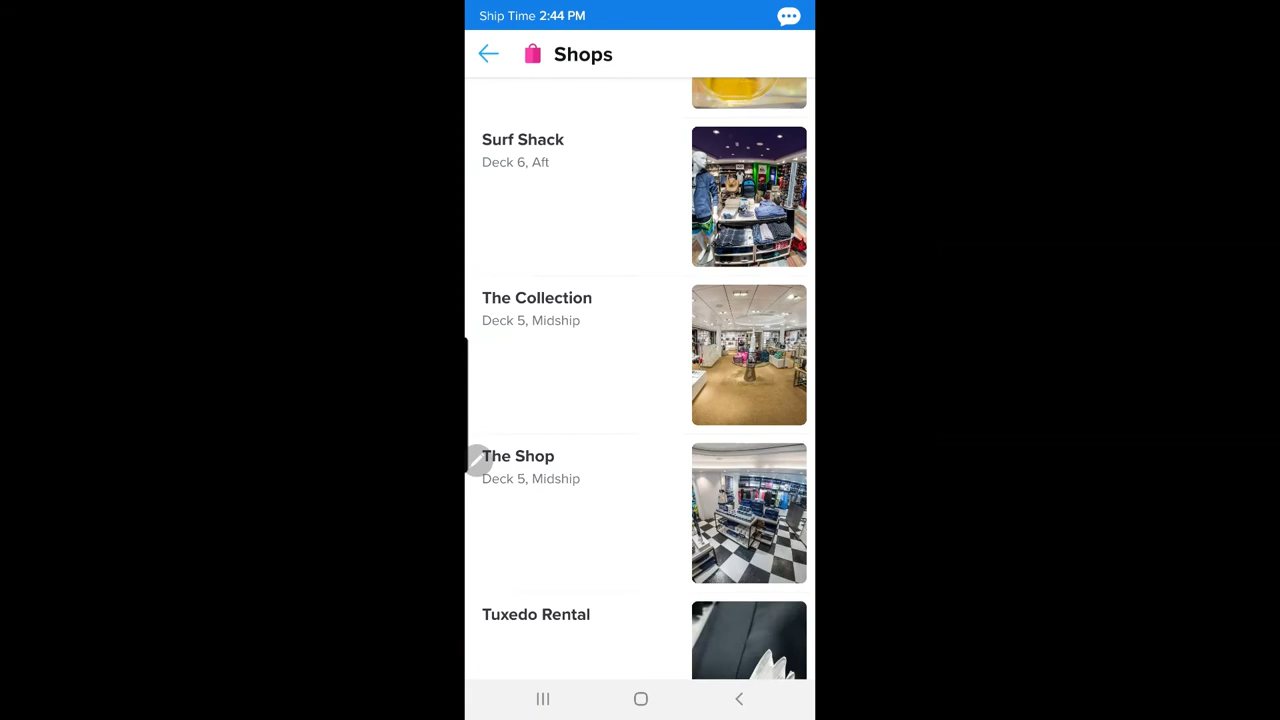 Ship Time 2:44 PM
Shops
Surf Shack
Deck 6, Aft
The Collection
Deck 5, Midship
The Shop
Deck 5, Midship
Tuxedo Rental